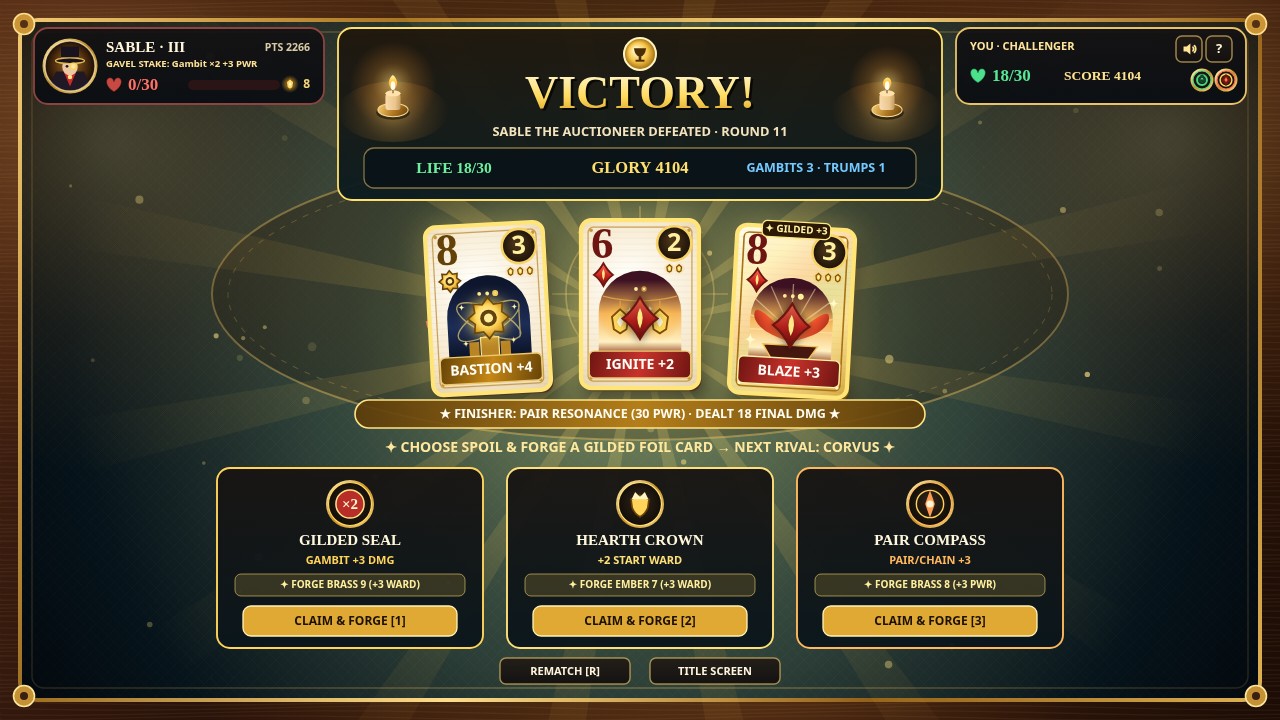 SABLE · III
PTS 2266
GAVEL STAKE: Gambit ×2 +3 PWR
0/30
8
VICTORY!
SABLE THE AUCTIONEER DEFEATED · ROUND 11
LIFE 18/30
GLORY 4104
GAMBITS 3 · TRUMPS 1
YOU · CHALLENGER
?
18/30
SCORE 4104
8
3
BASTION +4
6
2
IGNITE +2
✦ GILDED +3
8
3
BLAZE +3
★ FINISHER: PAIR RESONANCE (30 PWR) · DEALT 18 FINAL DMG ★
✦ CHOOSE SPOIL & FORGE A GILDED FOIL CARD → NEXT RIVAL: CORVUS ✦
×2
GILDED SEAL
GAMBIT +3 DMG
✦ FORGE BRASS 9 (+3 WARD)
CLAIM & FORGE [1]
HEARTH CROWN
+2 START WARD
✦ FORGE EMBER 7 (+3 WARD)
CLAIM & FORGE [2]
PAIR COMPASS
PAIR/CHAIN +3
✦ FORGE BRASS 8 (+3 PWR)
CLAIM & FORGE [3]
REMATCH [R]
TITLE SCREEN